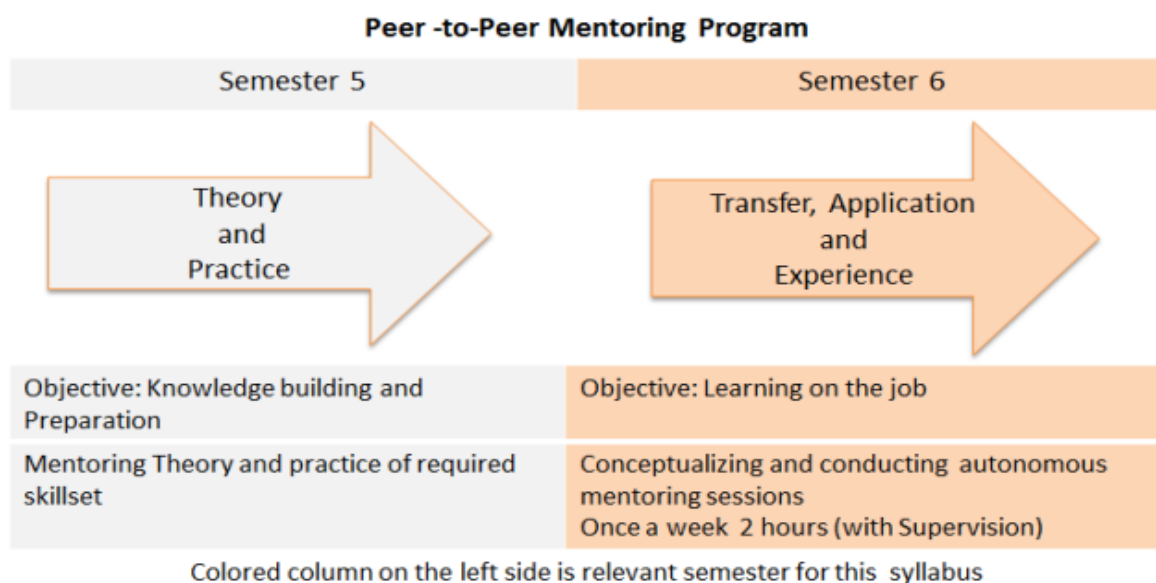 Peer -to-Peer Mentoring Program
Semester 5
Semester 6
Theory
and
Practice
Transfer, Application
and
Experience
Objective: Knowledge building and
Preparation
Objective: Learning on the job
Mentoring Theory and practice of required
skillset
Conceptualizing and conducting autonomous
mentoring sessions
Once a week 2 hours (with Supervision)
Colored column on the left side is relevant semester for this syllabus